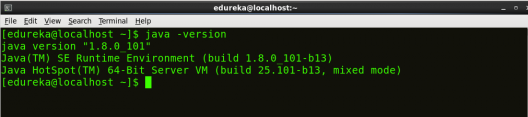 edureka@localhost:~
File Edit View Search Terminal Help
[edureka@localhost ~]$ java -version
java version "1.8.0_101"
Java(TM) SE Runtime Environment (build 1.8.0_101-b13)
Java HotSpot(TM) 64-Bit Server VM (build 25.101-b13, mixed mode)
[edureka@localhost ~]$